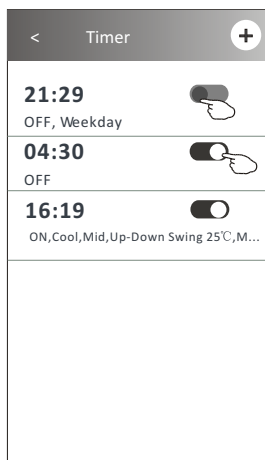 < Timer +
21:29
OFF, Weekday
04:30
OFF
16:19
ON,Cool,Mid,Up-Down Swing 25℃,M...